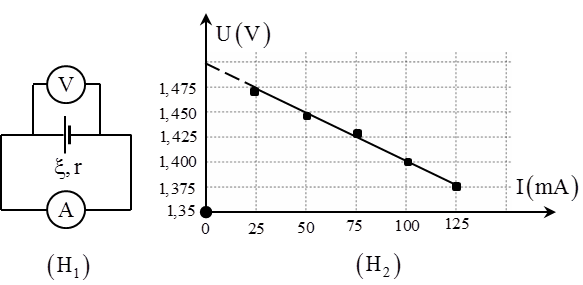 V
ξ, r
A
(H₁)
U(V)
1,475
1,450
1,425
1,400
1,375
1,35
0 25 50 75 100 125
I(mA)
(H₂)